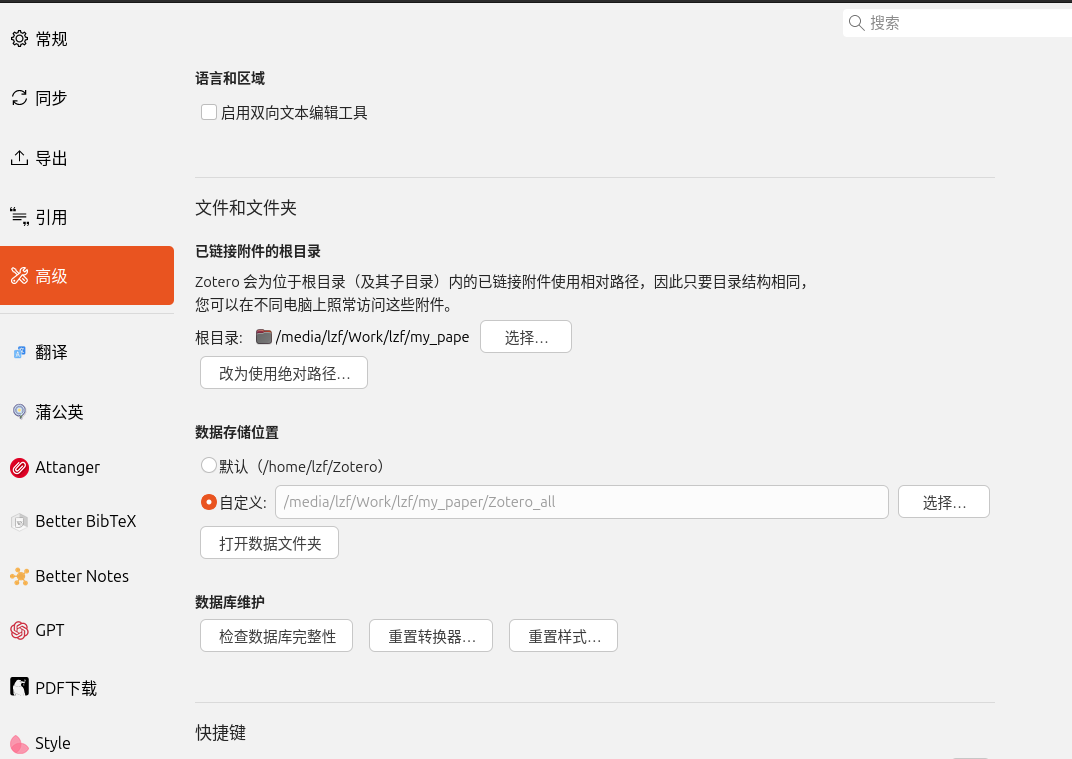 搜索
常规
同步
导出
引用
高级
翻译
蒲公英
Attanger
Better BibTeX
Better Notes
GPT
PDF下载
Style
语言和区域
启用双向文本编辑工具
文件和文件夹
已链接附件的根目录
Zotero 会为位于根目录（及其子目录）内的已链接附件使用相对路径，因此只要目录结构相同，
您可以在不同电脑上照常访问这些附件。
根目录: /media/lzf/Work/lzf/my_pape 选择…
改为使用绝对路径…
数据存储位置
默认（/home/lzf/Zotero）
自定义: /media/lzf/Work/lzf/my_paper/Zotero_all 选择…
打开数据文件夹
数据库维护
检查数据库完整性 重置转换器… 重置样式…
快捷键